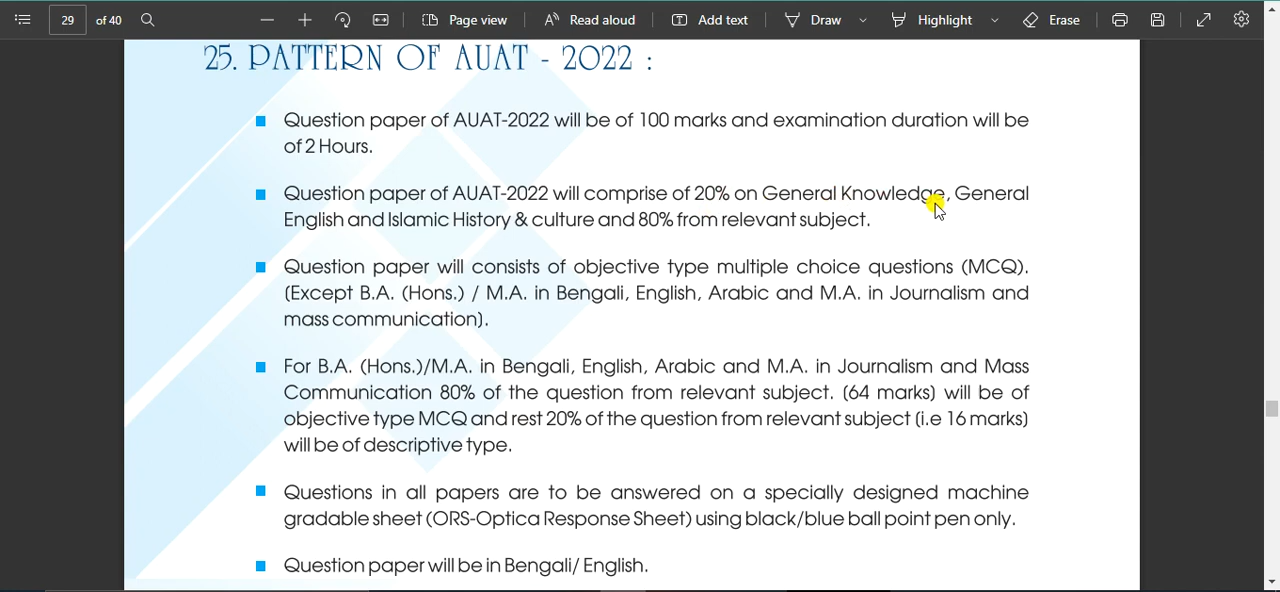 29 of 40 Page view Read aloud Add text Draw Highlight Erase
25. PATTERN OF AUAT - 2022 :
Question paper of AUAT-2022 will be of 100 marks and examination duration will be
of 2 Hours.
Question paper of AUAT-2022 will comprise of 20% on General Knowledge, General
English and Islamic History & culture and 80% from relevant subject.
Question paper will consists of objective type multiple choice questions (MCQ).
(Except B.A. (Hons.) / M.A. in Bengali, English, Arabic and M.A. in Journalism and
mass communication).
For B.A. (Hons.)/M.A. in Bengali, English, Arabic and M.A. in Journalism and Mass
Communication 80% of the question from relevant subject. (64 marks) will be of
objective type MCQ and rest 20% of the question from relevant subject (i.e 16 marks)
will be of descriptive type.
Questions in all papers are to be answered on a specially designed machine
gradable sheet (ORS-Optica Response Sheet) using black/blue ball point pen only.
Question paper will be in Bengali/ English.